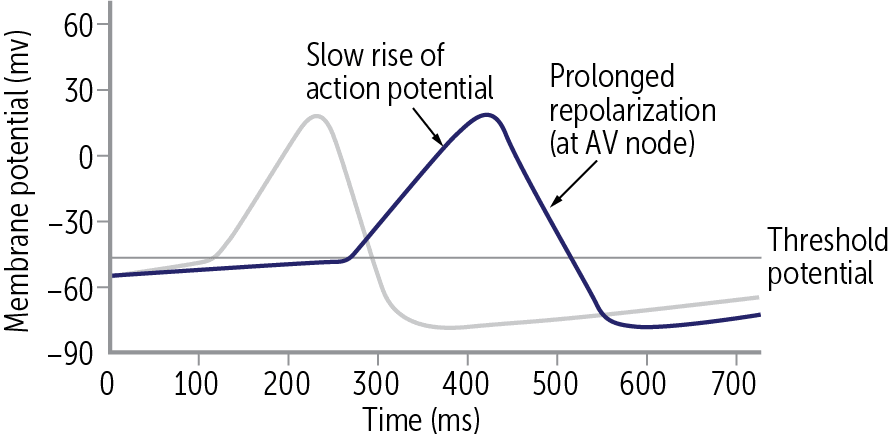 Membrane potential (mv)
60
30
0
−30
−60
−90
Slow rise of
action potential
Prolonged
repolarization
(at AV node)
Threshold
potential
0 100 200 300 400 500 600 700
Time (ms)